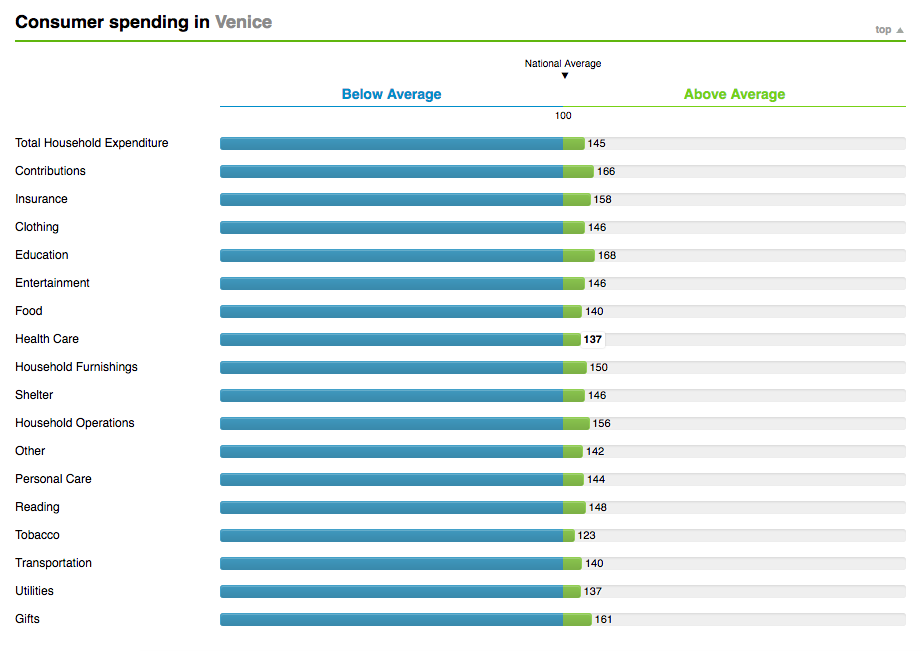 Consumer spending in Venice
top ▲
National Average
▼
Below Average Above Average
100
Total Household Expenditure 145
Contributions 166
Insurance 158
Clothing 146
Education 168
Entertainment 146
Food 140
Health Care 137
Household Furnishings 150
Shelter 146
Household Operations 156
Other 142
Personal Care 144
Reading 148
Tobacco 123
Transportation 140
Utilities 137
Gifts 161